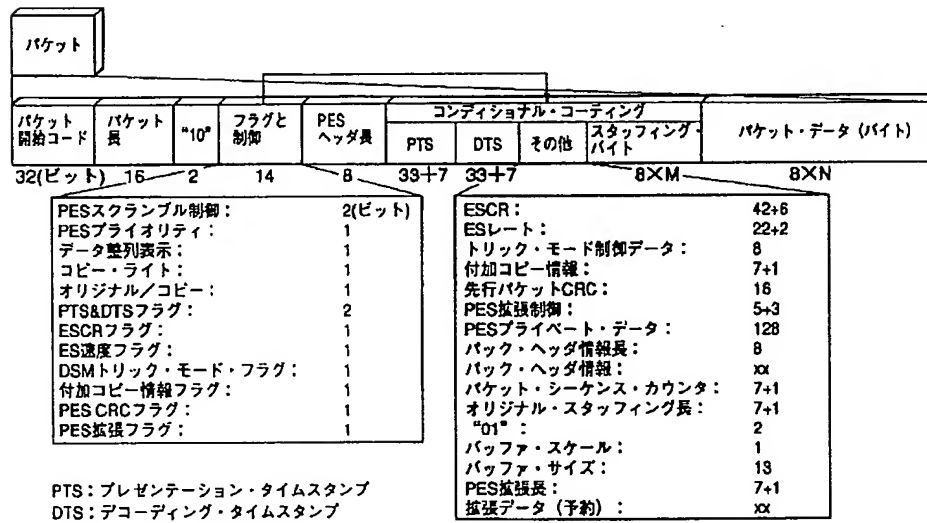 パケット
コンディショナル・コーティング
パケット開始コード
パケット長
“10”
フラグと制御
PESヘッダ長
PTS
DTS
その他
スタッフィング・バイト
パケット・データ (バイト)
32(ビット) 16 2 14 8 33+7 33+7 8×M 8×N
PESスクランブル制御： 2(ビット)
PESプライオリティ： 1
データ整列表示： 1
コピー・ライト： 1
オリジナル／コピー： 1
PTS&DTSフラグ： 2
ESCRフラグ： 1
ES速度フラグ： 1
DSMトリック・モード・フラグ： 1
付加コピー情報フラグ： 1
PES CRCフラグ： 1
PES拡張フラグ： 1
ESCR： 42+6
ESレート： 22+2
トリック・モード制御データ： 8
付加コピー情報： 7+1
先行パケットCRC： 16
PES拡張制御： 5+3
PESプライベート・データ： 128
パック・ヘッダ情報長： 8
パック・ヘッダ情報： xx
パケット・シーケンス・カウンタ： 7+1
オリジナル・スタッフィング長： 7+1
“01”： 2
バッファ・スケール： 1
バッファ・サイズ： 13
PES拡張長： 7+1
拡張データ (予約)： xx
PTS：プレゼンテーション・タイムスタンプ
DTS：デコーディング・タイムスタンプ